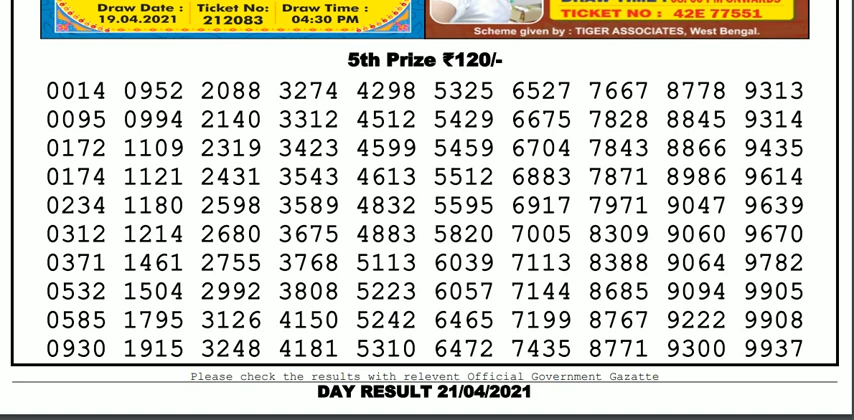 Draw Date : Ticket No: Draw Time :
19.04.2021 212083 04:30 PM
TICKET NO : 42E 77551
Scheme given by : TIGER ASSOCIATES, West Bengal.
5th Prize ₹120/-
0014 0952 2088 3274 4298 5325 6527 7667 8778 9313
0095 0994 2140 3312 4512 5429 6675 7828 8845 9314
0172 1109 2319 3423 4599 5459 6704 7843 8866 9435
0174 1121 2431 3543 4613 5512 6883 7871 8986 9614
0234 1180 2598 3589 4832 5595 6917 7971 9047 9639
0312 1214 2680 3675 4883 5820 7005 8309 9060 9670
0371 1461 2755 3768 5113 6039 7113 8388 9064 9782
0532 1504 2992 3808 5223 6057 7144 8685 9094 9905
0585 1795 3126 4150 5242 6465 7199 8767 9222 9908
0930 1915 3248 4181 5310 6472 7435 8771 9300 9937
Please check the results with relevent Official Government Gazatte
DAY RESULT 21/04/2021